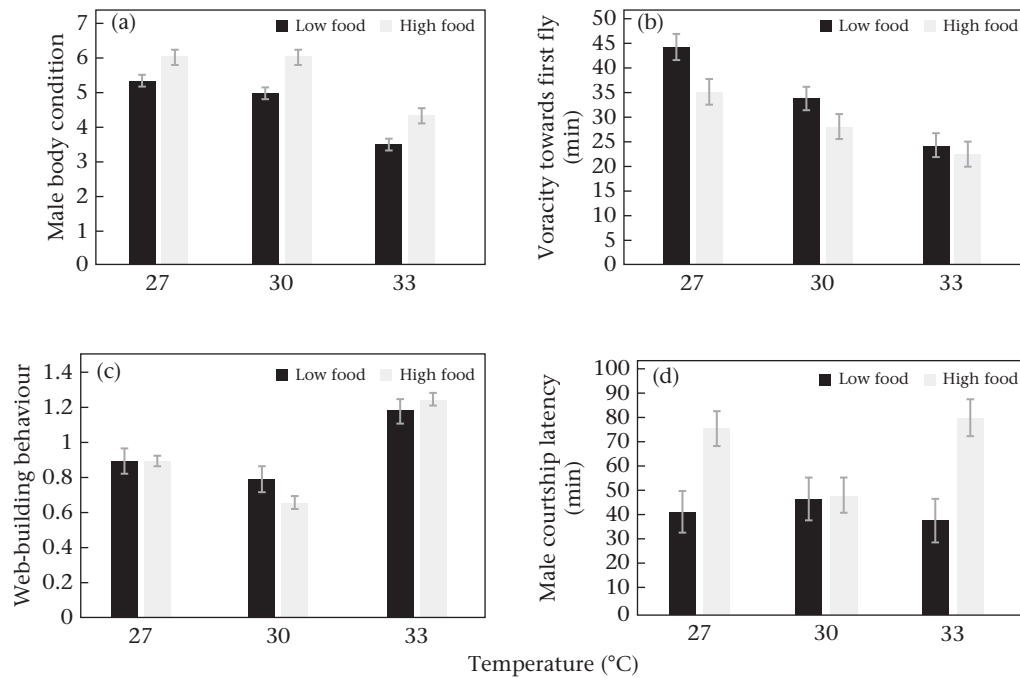 (a)
Low food
High food
Male body condition
7
6
5
4
3
2
1
0
27
30
33
(b)
Low food
High food
Voracity towards first fly
(min)
50
45
40
35
30
25
20
15
10
5
0
27
30
33
(c)
Low food
High food
Web-building behaviour
1.4
1.2
1
0.8
0.6
0.4
0.2
0
27
30
33
(d)
Low food
High food
Male courtship latency
(min)
100
90
80
70
60
50
40
30
20
10
0
27
30
33
Temperature (°C)